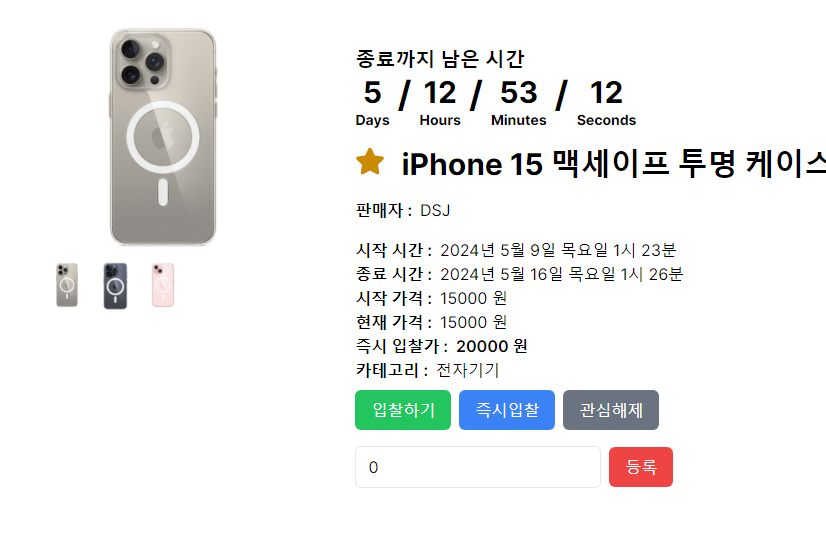 종료까지 남은 시간
5 / 12 / 53 / 12
Days Hours Minutes Seconds
iPhone 15 맥세이프 투명 케이스
판매자 : DSJ
시작 시간 : 2024년 5월 9일 목요일 1시 23분
종료 시간 : 2024년 5월 16일 목요일 1시 26분
시작 가격 : 15000 원
현재 가격 : 15000 원
즉시 입찰가 : 20000 원
카테고리 : 전자기기
입찰하기 즉시입찰 관심해제
0 등록